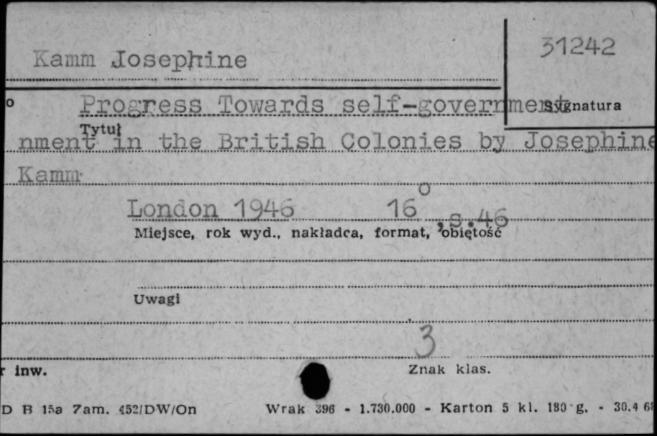 Kamm Josephine
31242
Sygnatura
o Progress Towards self-government
Tytuł
nment in the British Colonies by Josephine
Kamm
London 1946 16° , s.46
Miejsce, rok wyd., nakładca, format, objętość
Uwagi
3
r inw. Znak klas.
D B 15a Zam. 452/DW/On Wrak 396 - 1.730.000 - Karton 5 kl. 180 g. - 30.4 68